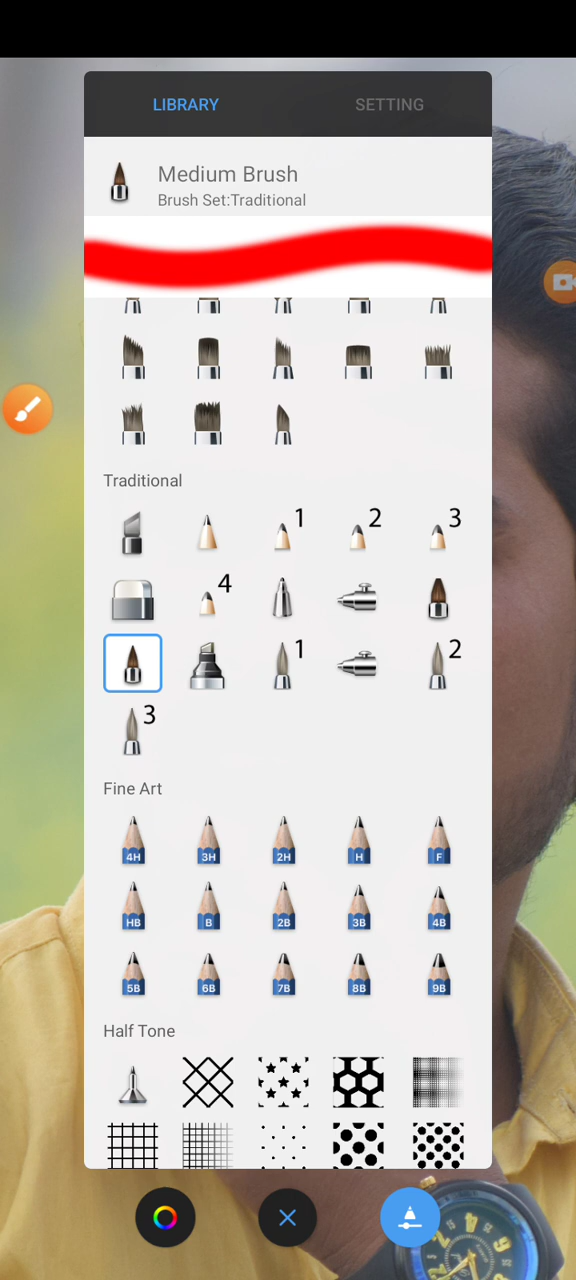 LIBRARY SETTING
Medium Brush
Brush Set:Traditional
Traditional
1 2 3
4
1 2
3
Fine Art
4H 3H 2H H F
HB B 2B 3B 4B
5B 6B 7B 8B 9B
Half Tone